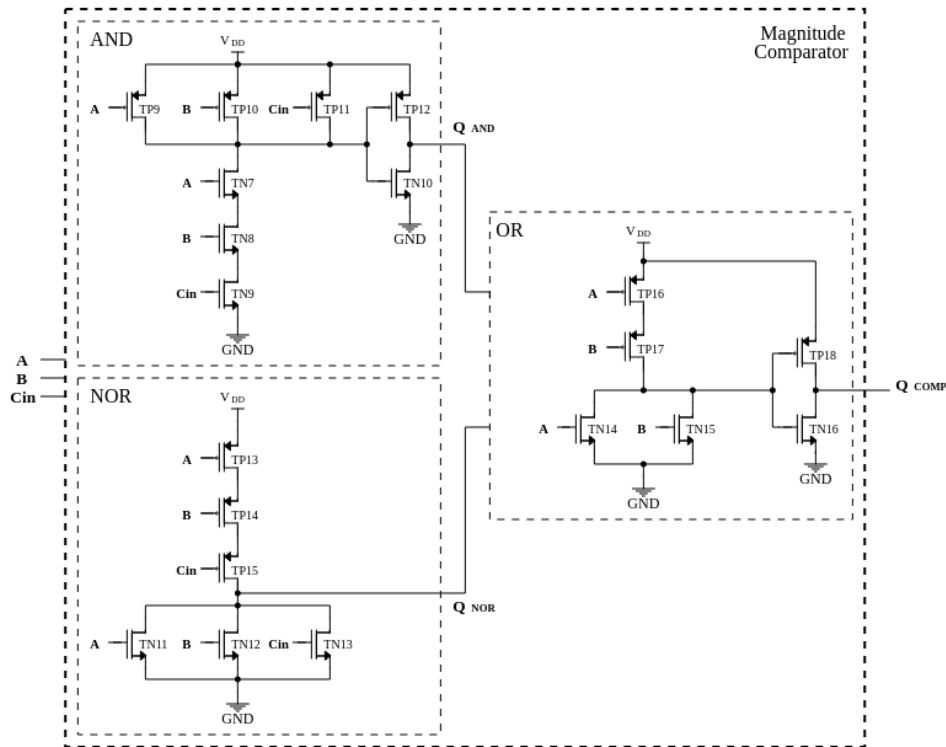 Magnitude
Comparator
AND
V DD
A TP9 B TP10 Cin TP11 TP12
Q AND
A TN7
TN10
B TN8
GND
Cin TN9
GND
OR
V DD
A TP16
B TP17
TP18
Q COMP
A TN14 B TN15 TN16
GND
GND
A
B
Cin
NOR
V DD
A TP13
B TP14
Cin TP15
Q NOR
A TN11 B TN12 Cin TN13
GND